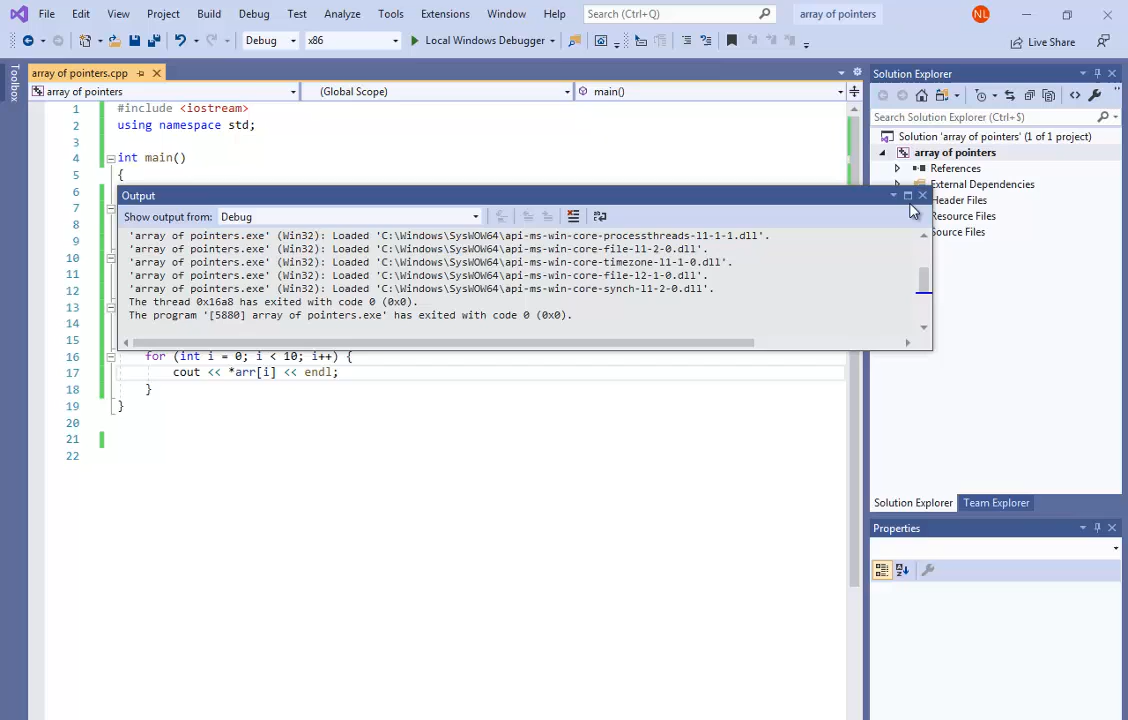 File Edit View Project Build Debug Test Analyze Tools Extensions Window Help Search (Ctrl+Q) array of pointers NL
Debug x86 Local Windows Debugger Live Share
Toolbox
array of pointers.cpp
array of pointers (Global Scope) main()
1 #include <iostream>
2 using namespace std;
3
4 int main()
5 {
6
7
8
9
10
11
12
13
14
15
16 for (int i = 0; i < 10; i++) {
17 cout << *arr[i] << endl;
18 }
19 }
20
21
22
Output
Show output from: Debug
'array of pointers.exe' (Win32): Loaded 'C:\Windows\SysWOW64\api-ms-win-core-processthreads-l1-1-1.dll'.
'array of pointers.exe' (Win32): Loaded 'C:\Windows\SysWOW64\api-ms-win-core-file-l1-2-0.dll'.
'array of pointers.exe' (Win32): Loaded 'C:\Windows\SysWOW64\api-ms-win-core-timezone-l1-1-0.dll'.
'array of pointers.exe' (Win32): Loaded 'C:\Windows\SysWOW64\api-ms-win-core-file-l2-1-0.dll'.
'array of pointers.exe' (Win32): Loaded 'C:\Windows\SysWOW64\api-ms-win-core-synch-l1-2-0.dll'.
The thread 0x16a8 has exited with code 0 (0x0).
The program '[5880] array of pointers.exe' has exited with code 0 (0x0).
Solution Explorer
Search Solution Explorer (Ctrl+$)
Solution 'array of pointers' (1 of 1 project)
array of pointers
References
External Dependencies
Header Files
Resource Files
Source Files
Solution Explorer Team Explorer
Properties